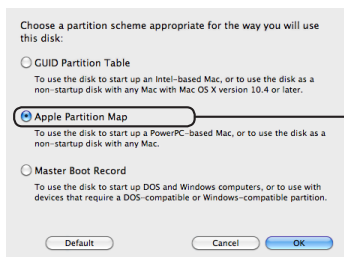 Choose a partition scheme appropriate for the way you will use
this disk:
GUID Partition Table
To use the disk to start up an Intel-based Mac, or to use the disk as a
non-startup disk with any Mac with Mac OS X version 10.4 or later.
Apple Partition Map
To use the disk to start up a PowerPC-based Mac, or to use the disk as a
non-startup disk with any Mac.
Master Boot Record
To use the disk to start up DOS and Windows computers, or to use with
devices that require a DOS-compatible or Windows-compatible partition.
Default Cancel OK